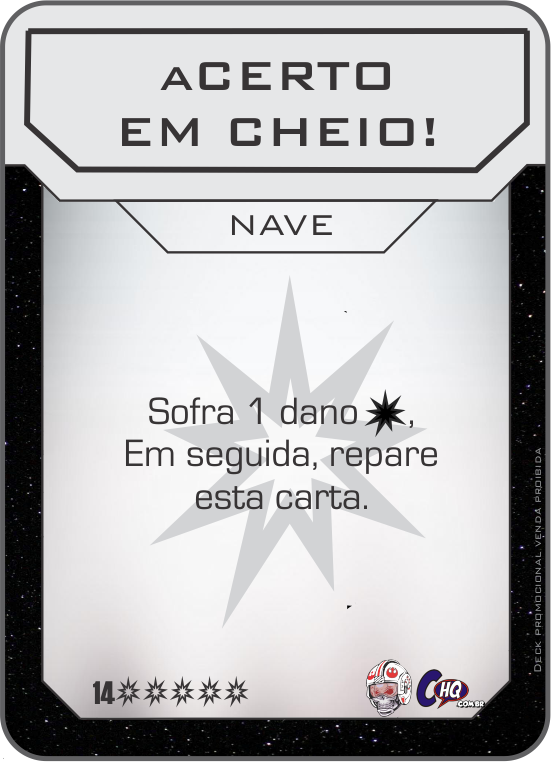 ACERTO
EM CHEIO!
NAVE
Sofra 1 dano ,
Em seguida, repare
esta carta.
14
CHQ
.COM.BR
Deck promocional venda proibida